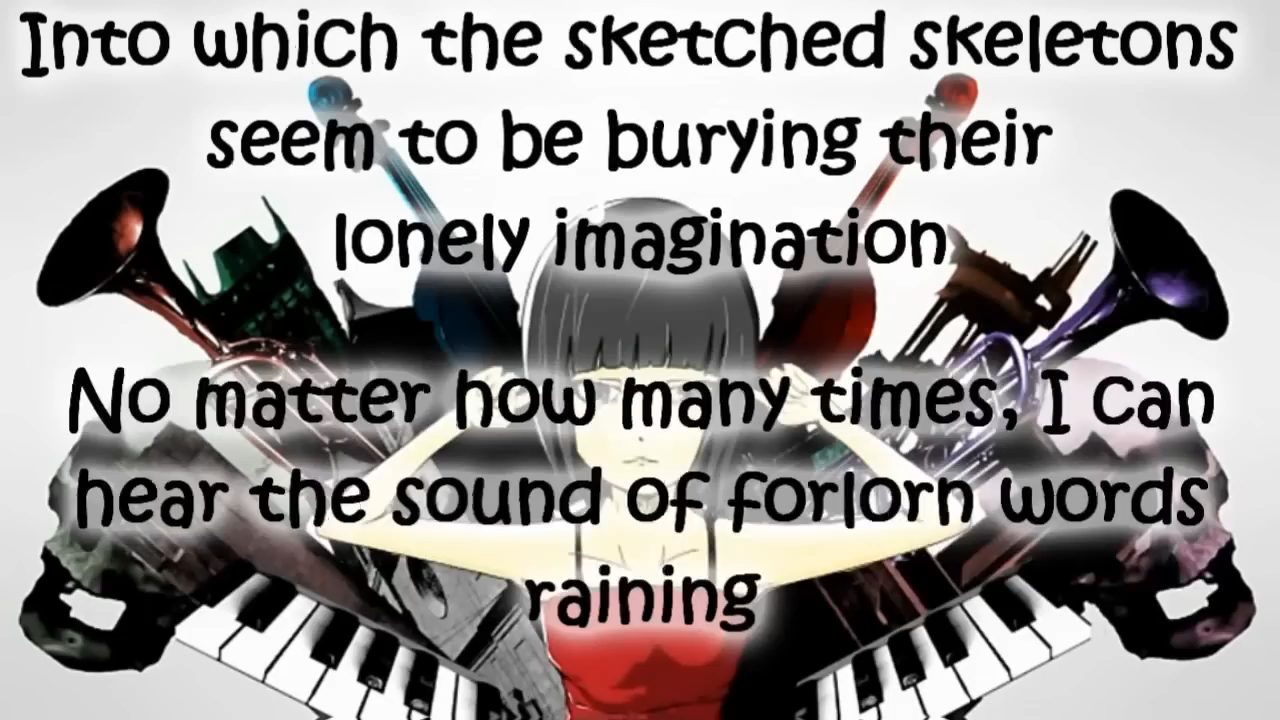 Into which the sketched skeletons
seem to be burying their
lonely imagination
No matter how many times, I can
hear the sound of forlorn words
raining